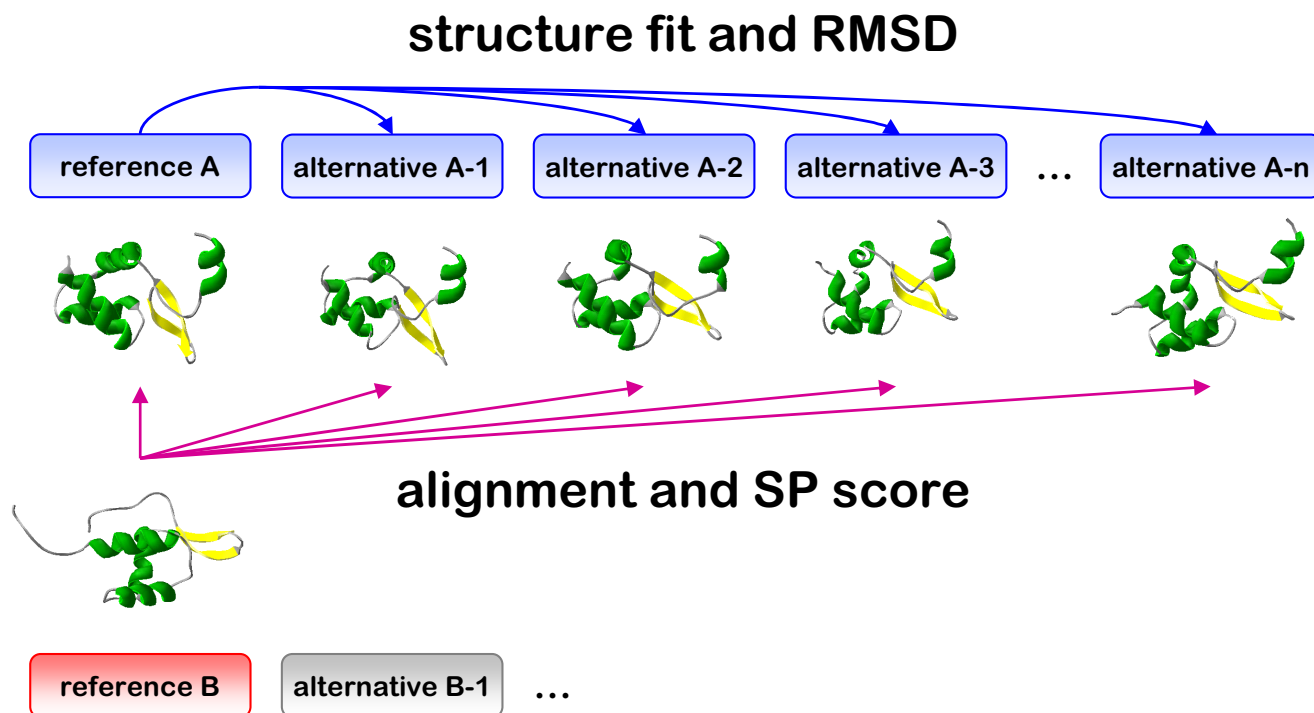 structure fit and RMSD
reference A
alternative A-1
alternative A-2
alternative A-3
...
alternative A-n
alignment and SP score
reference B
alternative B-1
...